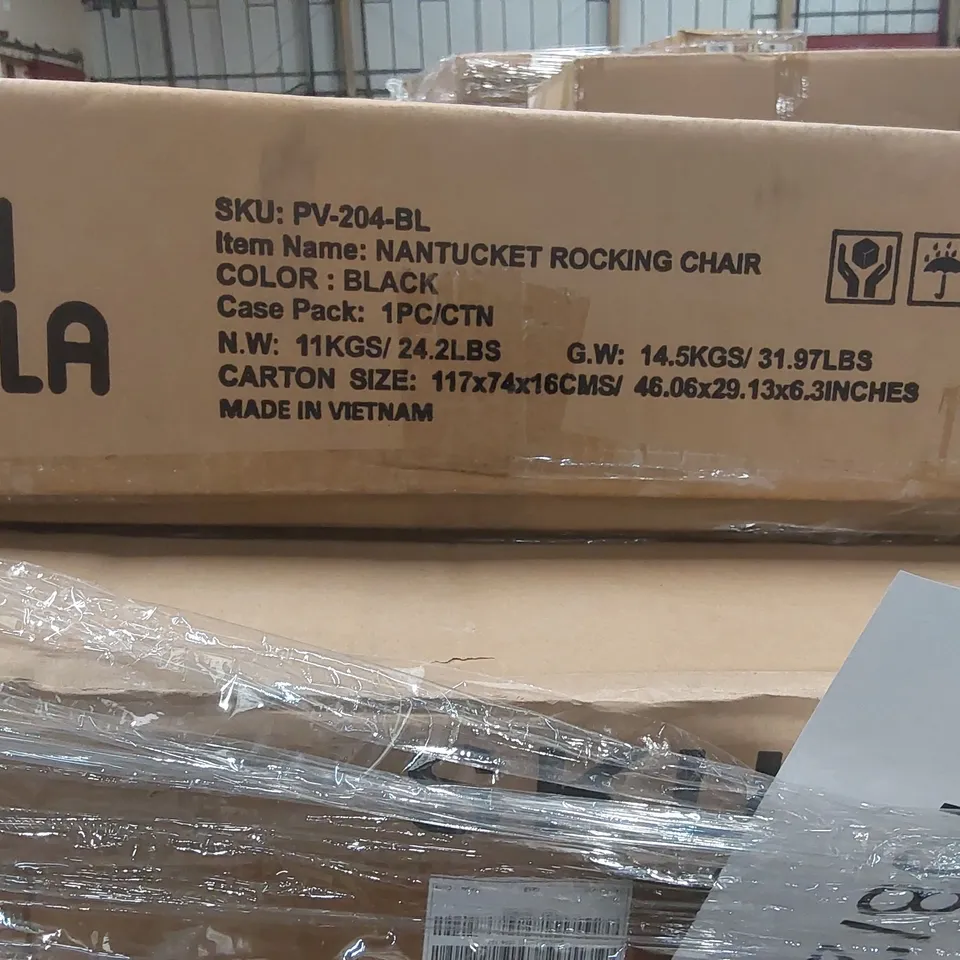 LA
SKU: PV-204-BL
Item Name: NANTUCKET ROCKING CHAIR
COLOR : BLACK
Case Pack: 1PC/CTN
N.W: 11KGS/ 24.2LBS G.W: 14.5KGS/ 31.97LBS
CARTON SIZE: 117x74x16CMS/ 46.06x29.13x6.3INCHES
MADE IN VIETNAM